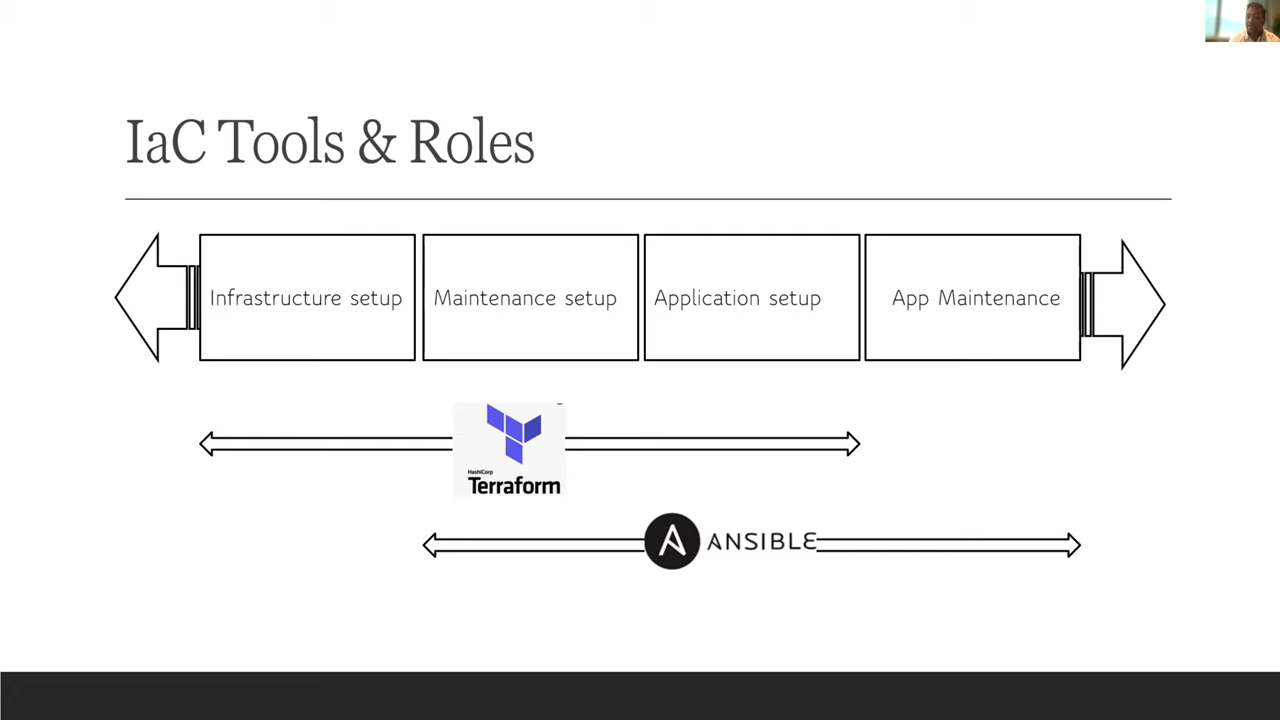 IaC Tools & Roles
Infrastructure setup
Maintenance setup
Application setup
App Maintenance
HashiCorp
Terraform
ANSIBLE